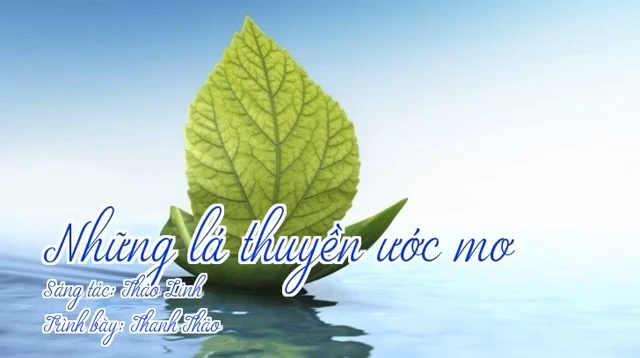 Những lá thuyền ước mơ
Sáng tác: Thảo Linh
Trình bày: Thanh Thảo